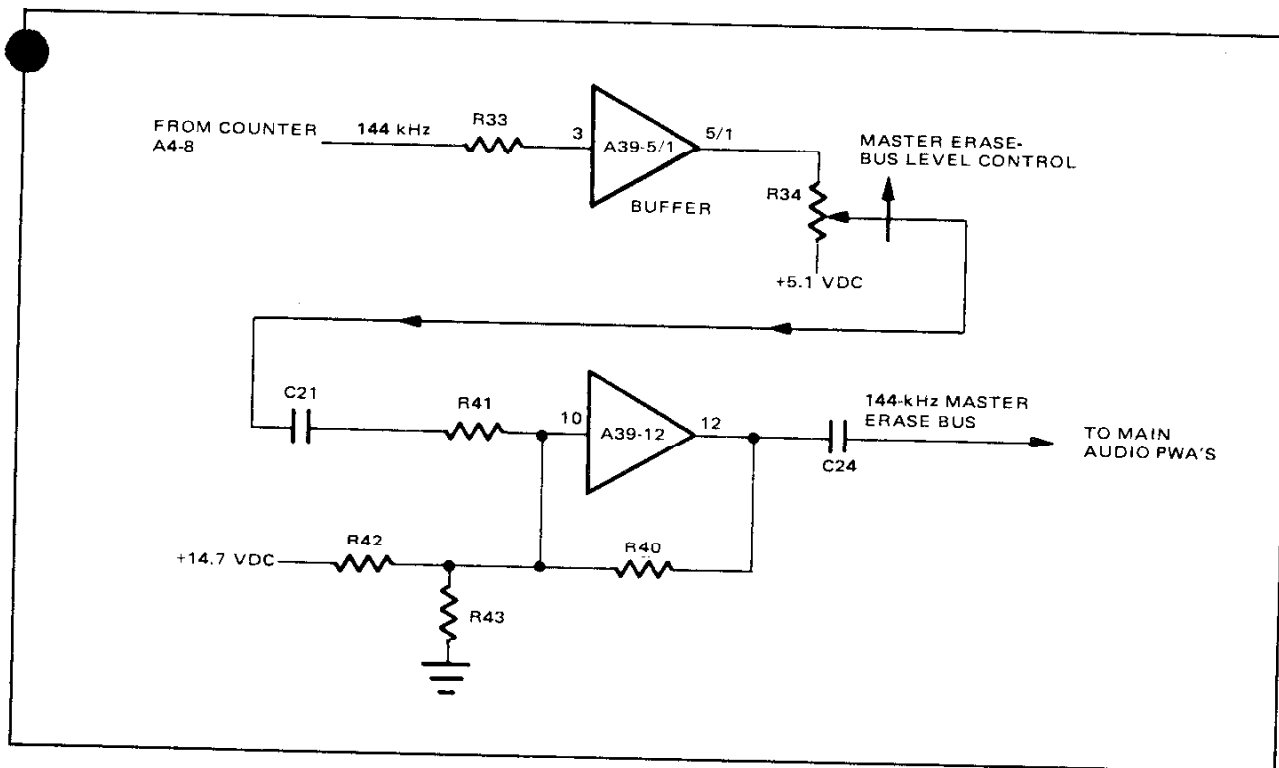 FROM COUNTER
A4-8
144 kHz
R33
3
A39-5/1
5/1
BUFFER
MASTER ERASE-
BUS LEVEL CONTROL
R34
+5.1 VDC
C21
R41
10
A39-12
12
144-kHz MASTER
ERASE BUS
C24
TO MAIN
AUDIO PWA'S
+14.7 VDC
R42
R40
R43